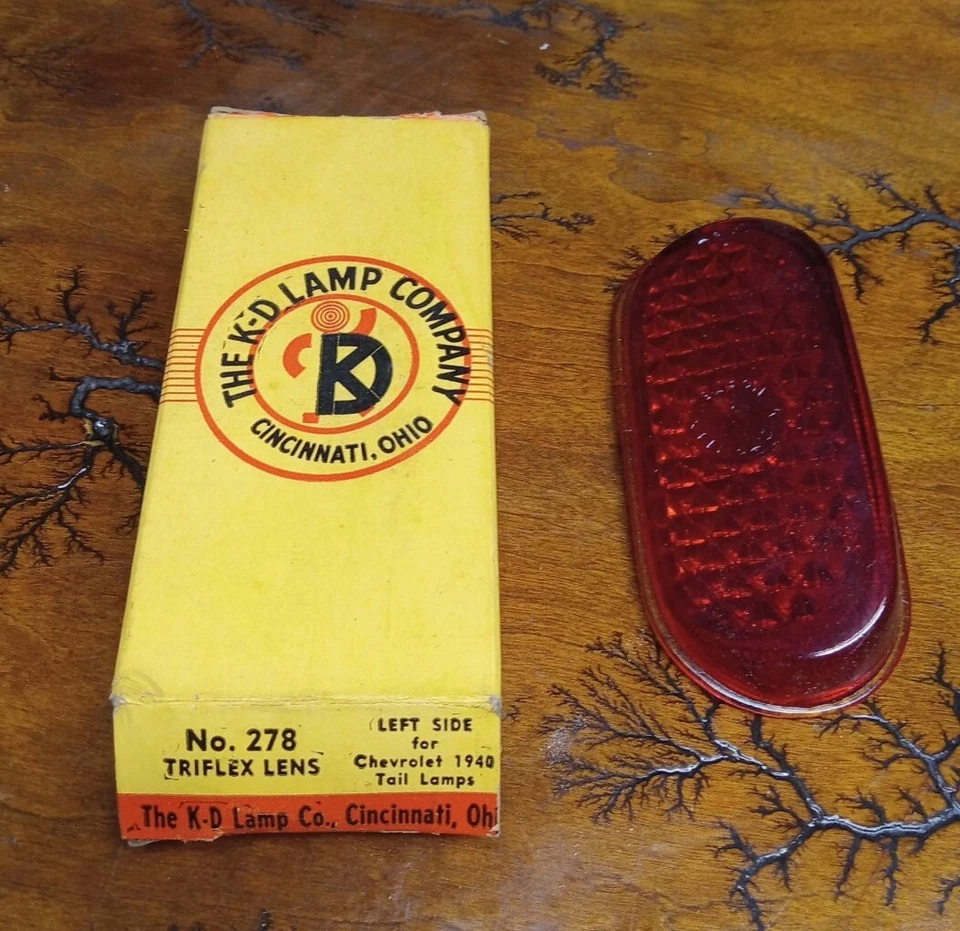 THE K-D LAMP COMPANY
KD
CINCINNATI, OHIO
No. 278
TRIFLEX LENS
LEFT SIDE
for
Chevrolet 1940
Tail Lamps
The K-D Lamp Co., Cincinnati, Ohi